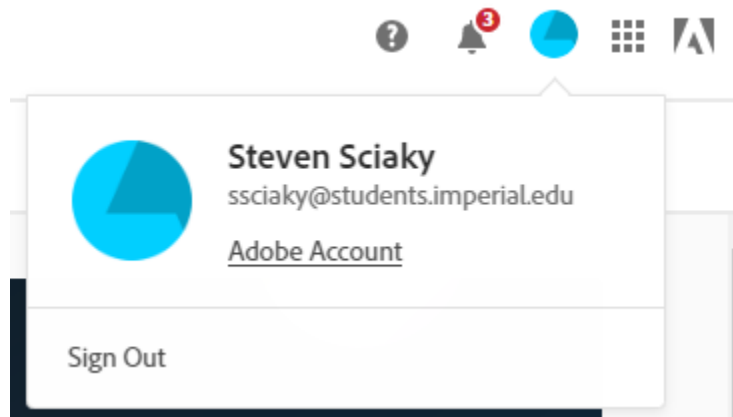 3
Steven Sciaky
ssciaky@students.imperial.edu
Adobe Account
Sign Out